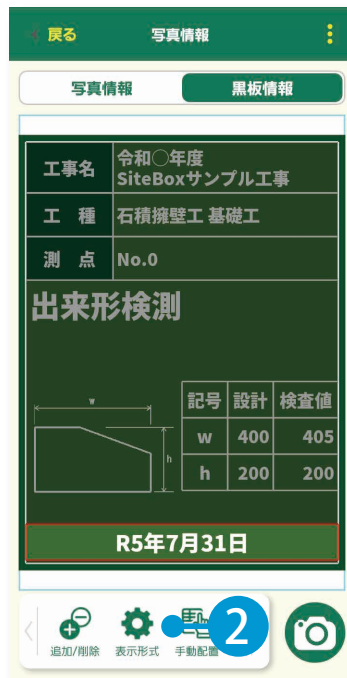 戻る
写真情報
写真情報
黒板情報
工事名
令和○年度
SiteBoxサンプル工事
工 種
石積擁壁工 基礎工
測 点
No.0
出来形検測
w
h
記号 設計 検査値
w 400 405
h 200 200
R5年7月31日
2
追加/削除
表示形式
手動配置